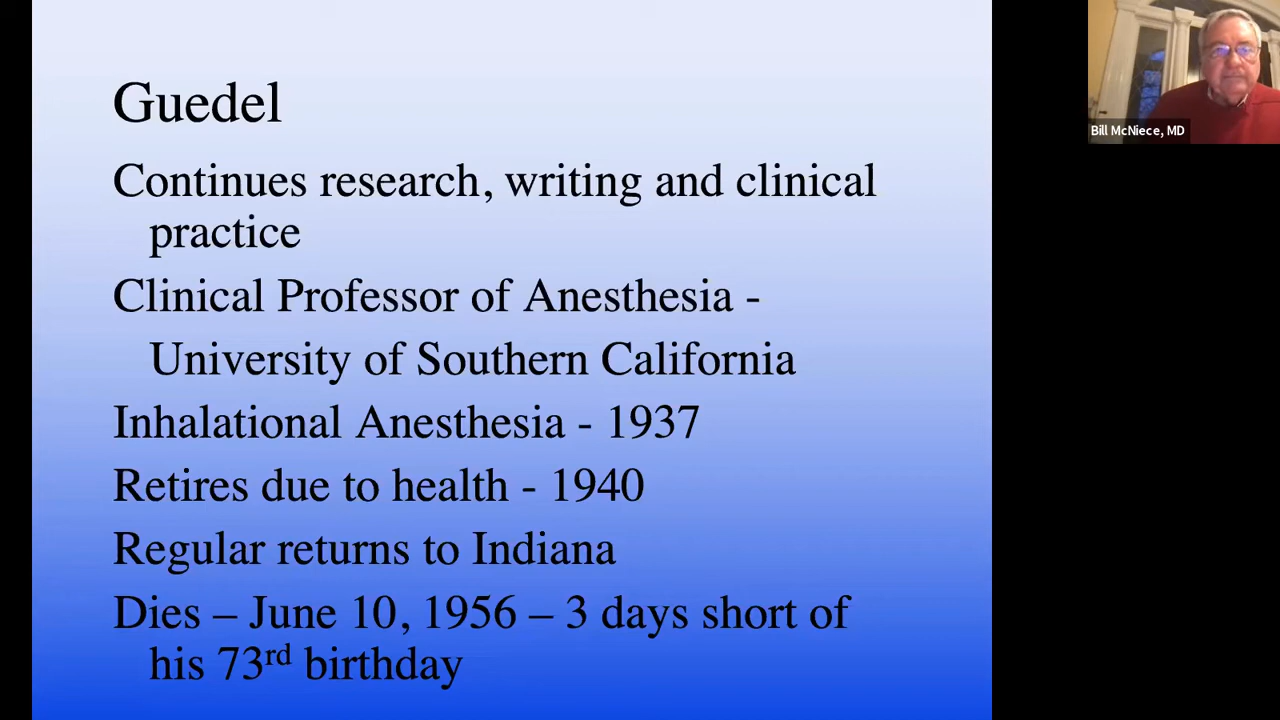 Guedel
Continues research, writing and clinical
practice
Clinical Professor of Anesthesia -
University of Southern California
Inhalational Anesthesia - 1937
Retires due to health - 1940
Regular returns to Indiana
Dies – June 10, 1956 – 3 days short of
his 73rd birthday
Bill McNiece, MD